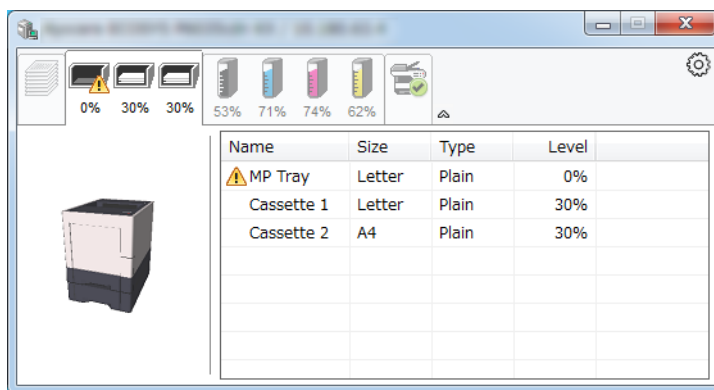 0% 30% 30% 53% 71% 74% 62%
Name Size Type Level
MP Tray Letter Plain 0%
Cassette 1 Letter Plain 30%
Cassette 2 A4 Plain 30%